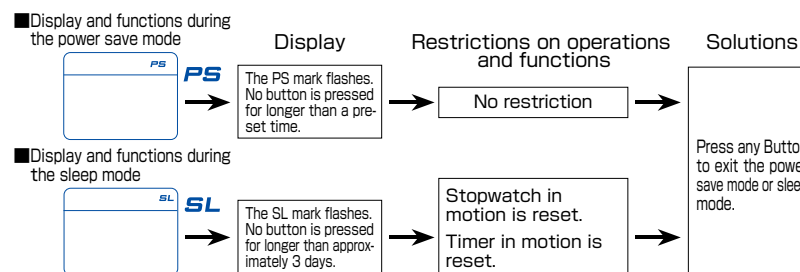 ■Display and functions during
the power save mode
PS
PS
Display
The PS mark flashes.
No button is pressed
for longer than a pre-
set time.
Restrictions on operations
and functions
No restriction
Solutions
■Display and functions during
the sleep mode
SL
SL
The SL mark flashes.
No button is pressed
for longer than approx-
imately 3 days.
Stopwatch in
motion is reset.
Timer in motion is
reset.
Press any Butto
to exit the powe
save mode or slee
mode.